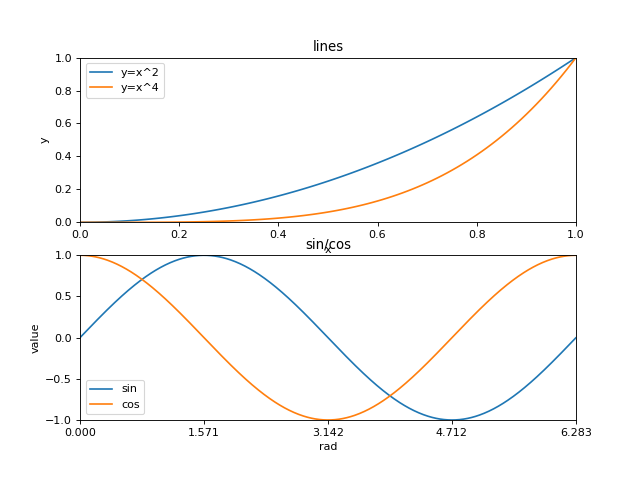 lines
1.0
0.8
0.6
0.4
0.2
0.0
y
y=x^2
y=x^4
0.0 0.2 0.4 0.6 0.8 1.0
x
sin/cos
1.0
0.5
0.0
−0.5
−1.0
value
sin
cos
0.000 1.571 3.142 4.712 6.283
rad